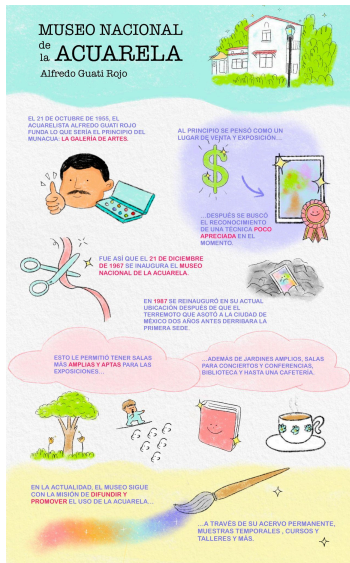 MUSEO NACIONAL
de
la ACUARELA
Alfredo Guati Rojo
EL 21 DE OCTUBRE DE 1955, EL
ACUARELISTA ALFREDO GUATI ROJO
FUNDA LO QUE SERÍA EL PRINCIPIO DEL
MUNACUA: LA GALERÍA DE ARTES.
AL PRINCIPIO SE PENSÓ COMO UN
LUGAR DE VENTA Y EXPOSICIÓN...
...DESPUÉS SE BUSCÓ
EL RECONOCIMIENTO
DE UNA TÉCNICA POCO
APRECIADA EN EL
MOMENTO.
FUE ASÍ QUE EL 21 DE DICIEMBRE
DE 1967 SE INAUGURA EL MUSEO
NACIONAL DE LA ACUARELA.
EN 1987 SE REINAUGURÓ EN SU ACTUAL
UBICACIÓN DESPUÉS DE QUE EL
TERREMOTO QUE ASOTÓ A LA CIUDAD DE
MÉXICO DOS AÑOS ANTES DERRIBARA LA
PRIMERA SEDE.
ESTO LE PERMITIÓ TENER SALAS
MÁS AMPLIAS Y APTAS PARA LAS
EXPOSICIONES...
...ADEMÁS DE JARDINES AMPLIOS, SALAS
PARA CONCIERTOS Y CONFERENCIAS,
BIBLIOTECA Y HASTA UNA CAFETERÍA.
EN LA ACTUALIDAD, EL MUSEO SIGUE
CON LA MISIÓN DE DIFUNDIR Y
PROMOVER EL USO DE LA ACUARELA...
...A TRAVÉS DE SU ACERVO PERMANENTE,
MUESTRAS TEMPORALES , CURSOS Y
TALLERES Y MÁS.